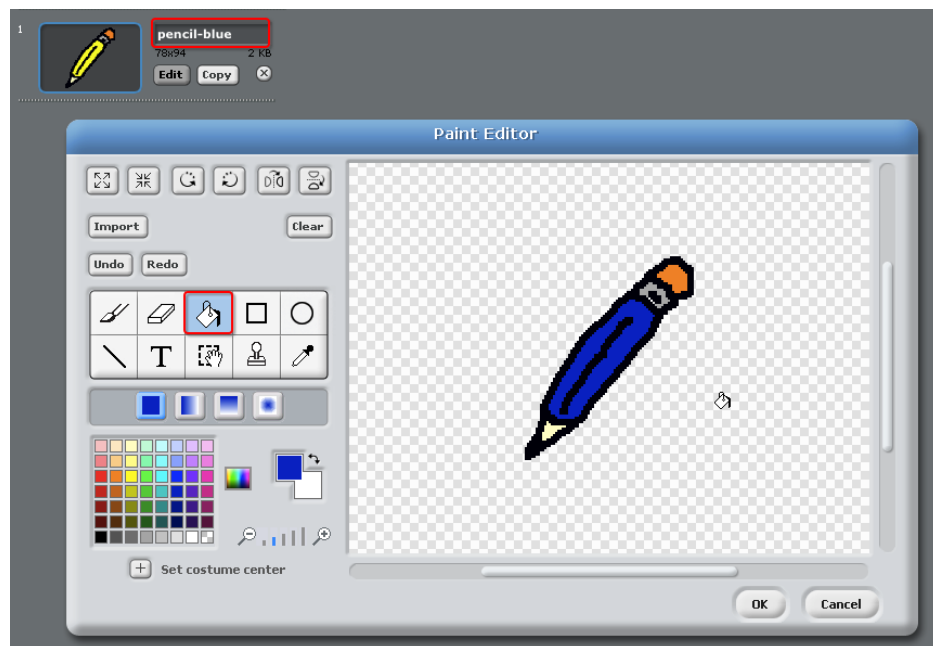 1
pencil-blue
78x94 2 KB
Edit Copy
Paint Editor
Import Clear
Undo Redo
T
Set costume center
OK Cancel